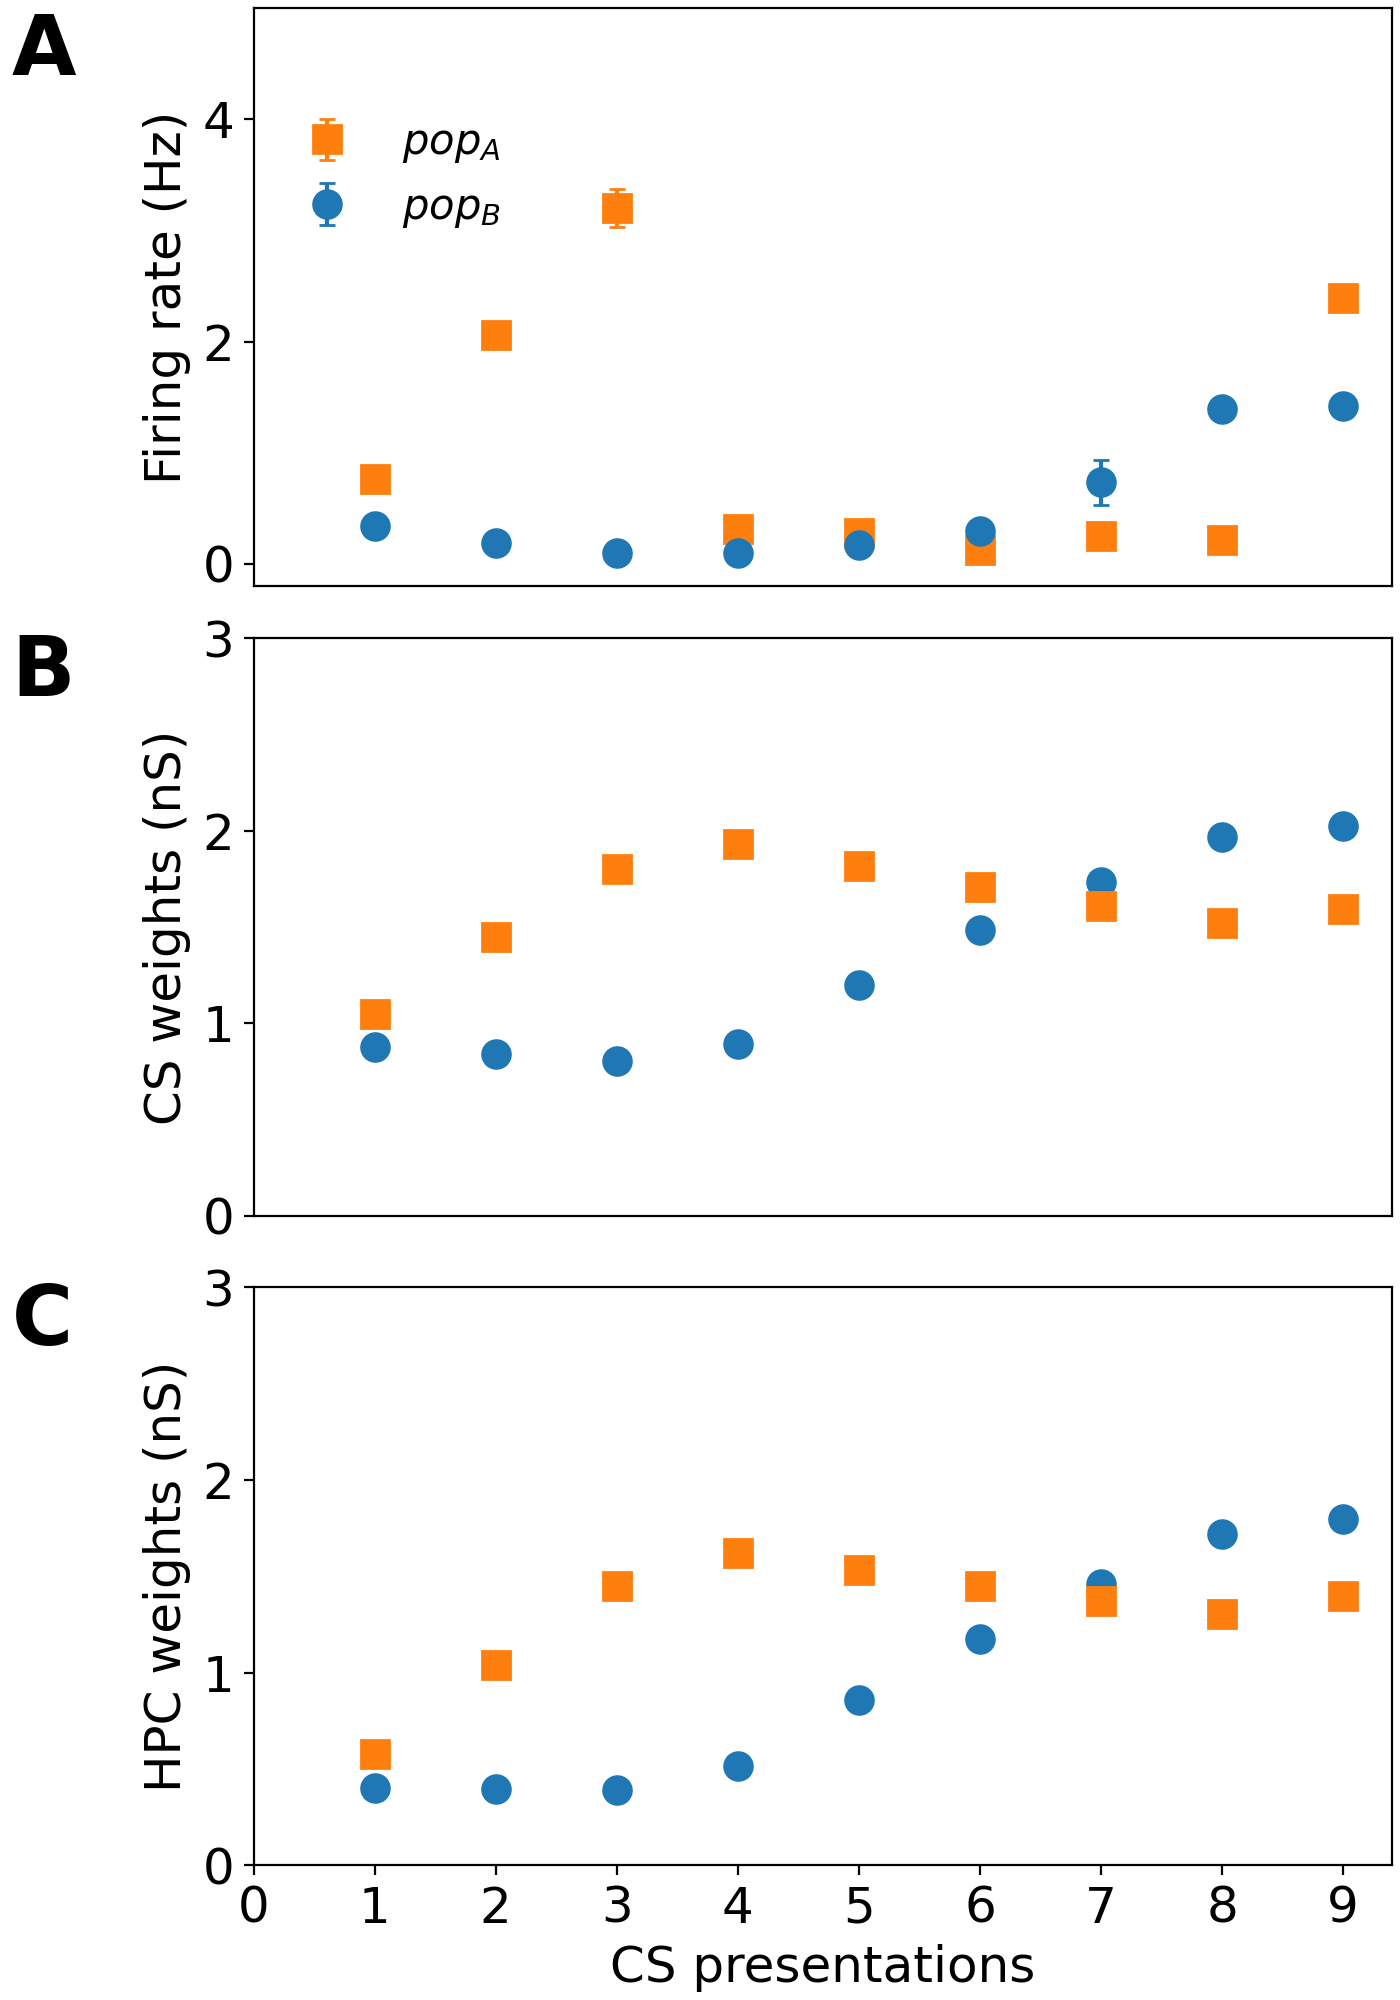 A
Firing rate (Hz)
4
2
0
pop_A
pop_B
B
CS weights (nS)
3
2
1
0
C
HPC weights (nS)
3
2
1
0
0 1 2 3 4 5 6 7 8 9
CS presentations